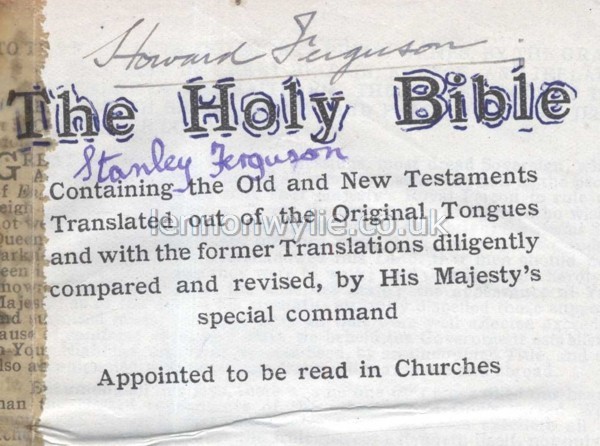 Howard Ferguson
The Holy Bible
Stanley Ferguson
Containing the Old and New Testaments
Translated out of the Original Tongues
lennonwylie.co.uk
and with the former Translations diligently
compared and revised, by His Majesty's
special command
Appointed to be read in Churches